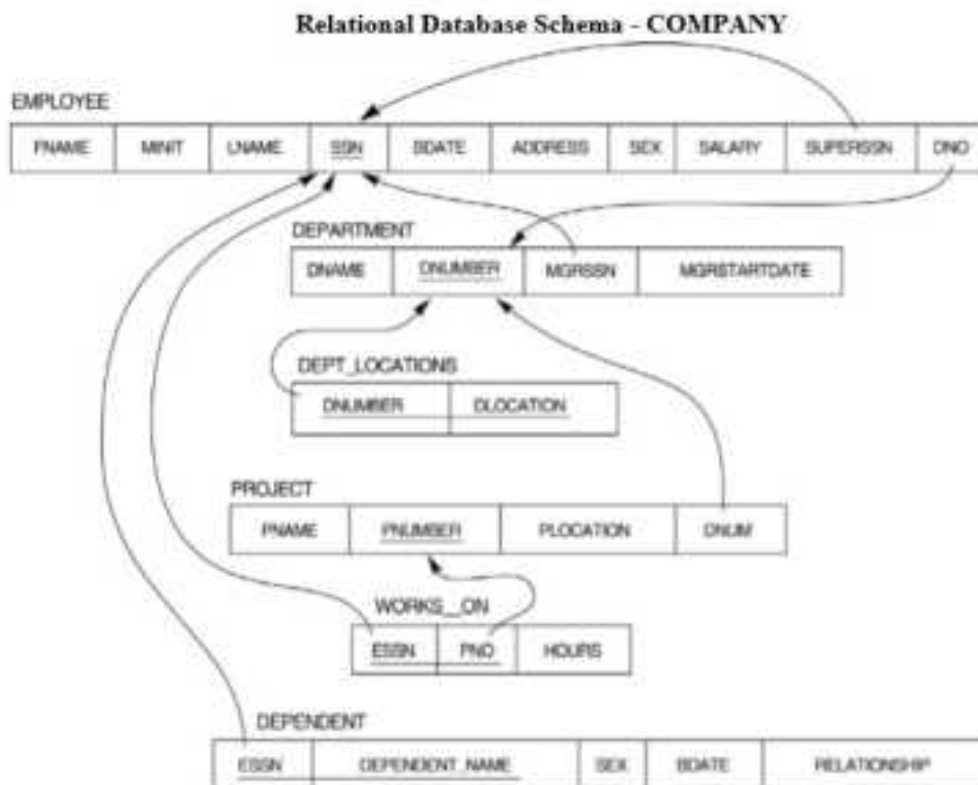 Relational Database Schema - COMPANY
EMPLOYEE
FNAME MINIT LNAME SSN BDATE ADDRESS SEX SALARY SUPERSSN DNO
DEPARTMENT
DNAME DNUMBER MGRSSN MGRSTARTDATE
DEPT_LOCATIONS
DNUMBER DLOCATION
PROJECT
PNAME PNUMBER PLOCATION DNUM
WORKS_ON
ESSN PNO HOURS
DEPENDENT
ESSN DEPENDENT_NAME SEX BDATE RELATIONSHIP